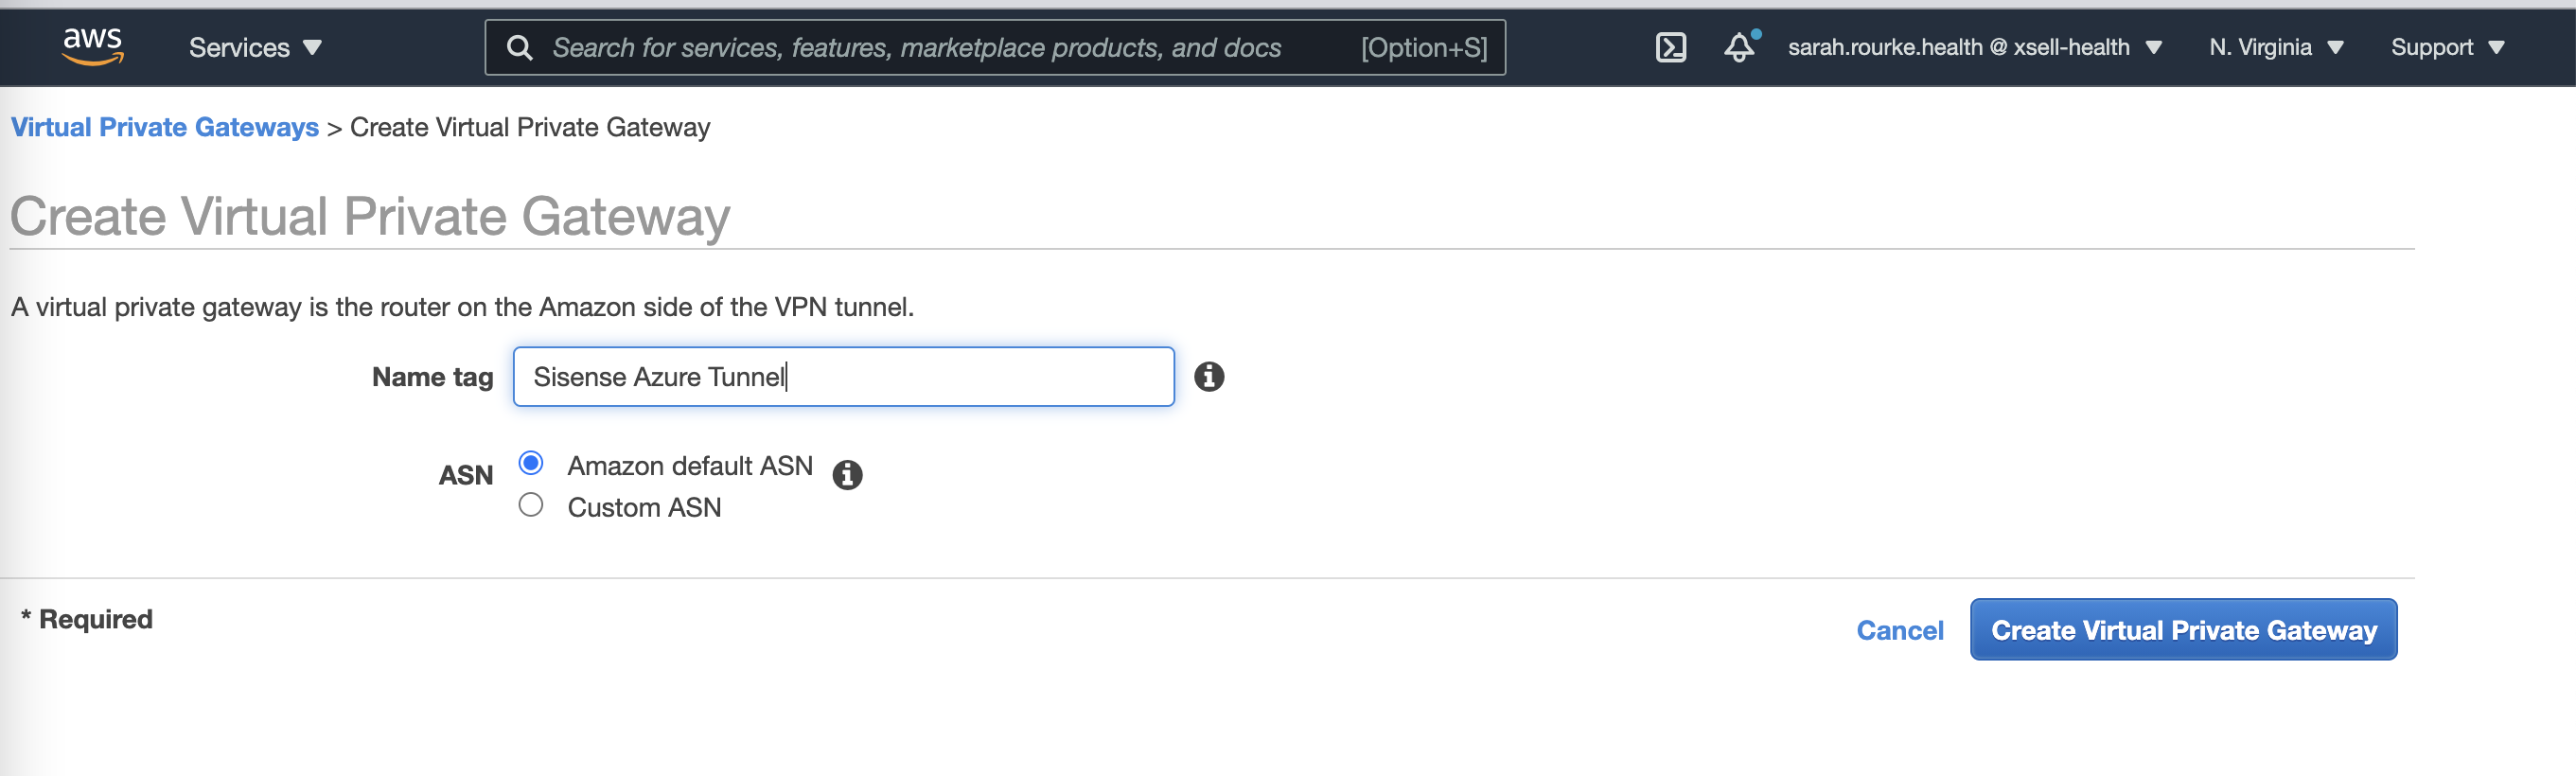 aws Services Search for services, features, marketplace products, and docs [Option+S] sarah.rourke.health @ xsell-health N. Virginia Support
Virtual Private Gateways > Create Virtual Private Gateway
Create Virtual Private Gateway
A virtual private gateway is the router on the Amazon side of the VPN tunnel.
Name tag Sisense Azure Tunnel
ASN Amazon default ASN
Custom ASN
* Required
Cancel Create Virtual Private Gateway